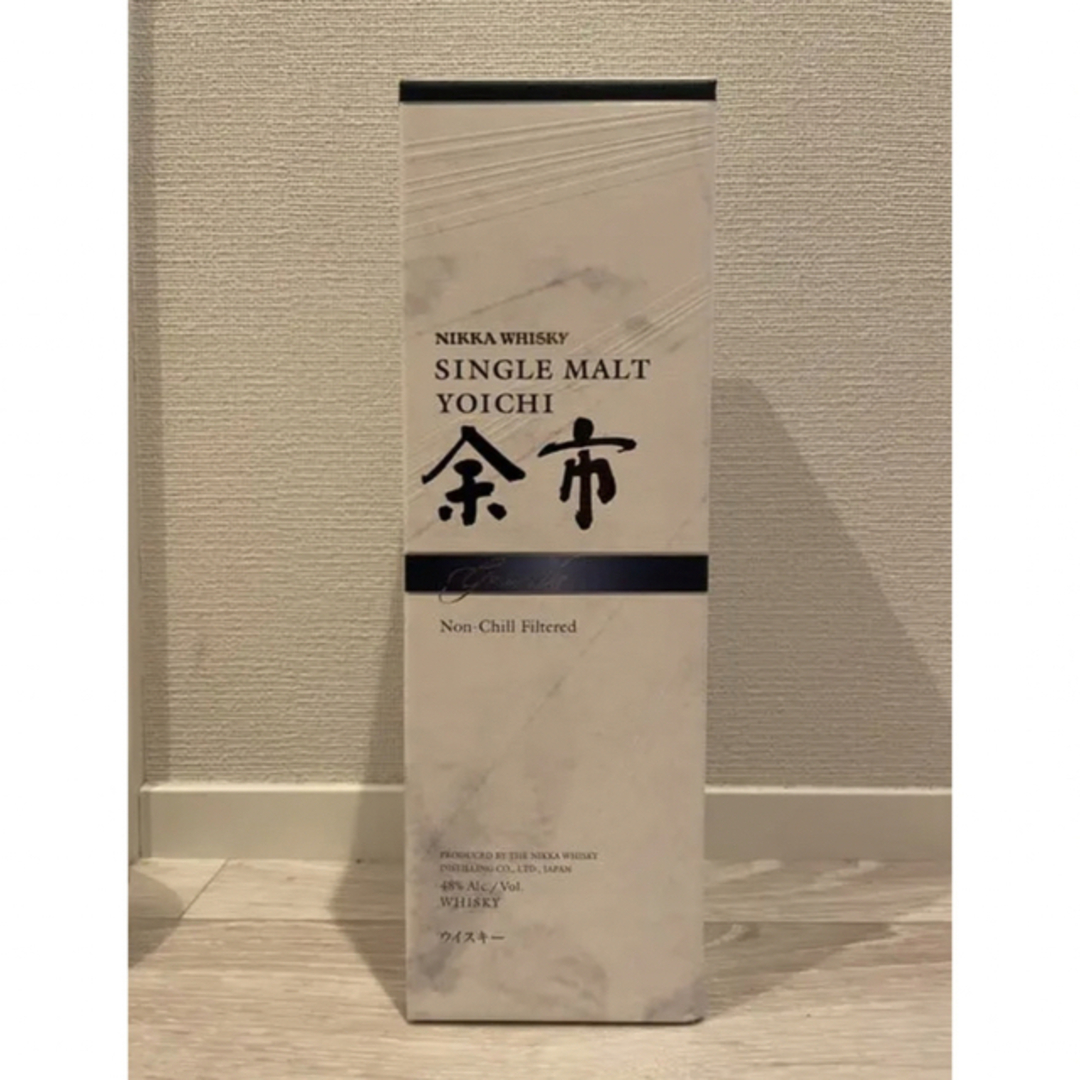 NIKKA WHISKY
SINGLE MALT
YOICHI
余市
Grande
Non-Chill Filtered
PRODUCED BY THE NIKKA WHISKY
DISTILLING CO., LTD., JAPAN
48% Alc./Vol.
WHISKY
ウイスキー